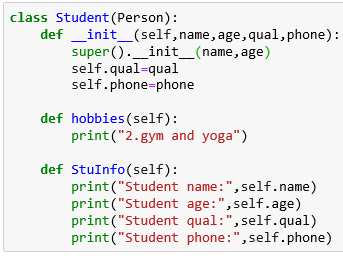 class Student(Person):
    def __init__(self,name,age,qual,phone):
        super().__init__(name,age)
        self.qual=qual
        self.phone=phone

    def hobbies(self):
        print("2.gym and yoga")

    def StuInfo(self):
        print("Student name:",self.name)
        print("Student age:",self.age)
        print("Student qual:",self.qual)
        print("Student phone:",self.phone)